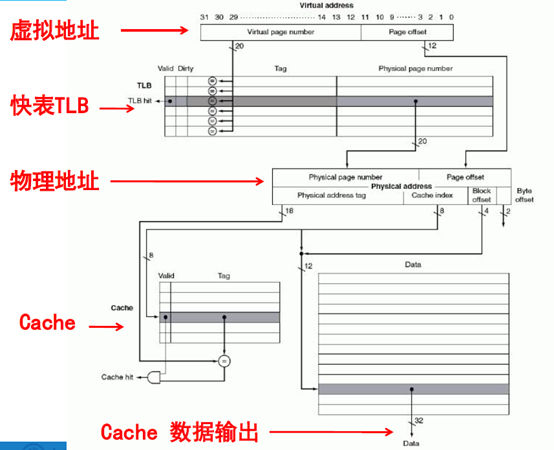 Virtual address
31 30 29 ········ 14 13 12 11 10 9 ······· 3 2 1 0
虚拟地址
Virtual page number Page offset
20 12
Valid Dirty Tag Physical page number
TLB
快表TLB
TLB hit
=
=
=
=
=
=
20
物理地址
Physical page number Page offset
Physical address
Physical address tag Cache index Block offset Byte offset
18 8 4 2
8 12 Data
Valid Tag
Cache
Cache
=
Cache hit
32
Cache 数据输出
Data